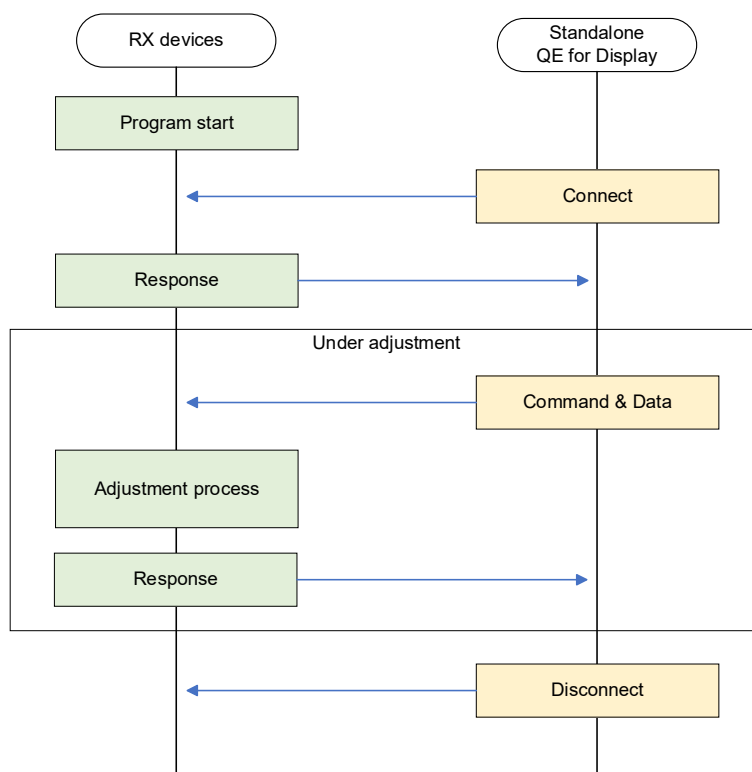 RX devices
Standalone
QE for Display
Program start
Connect
Response
Under adjustment
Command & Data
Adjustment process
Response
Disconnect